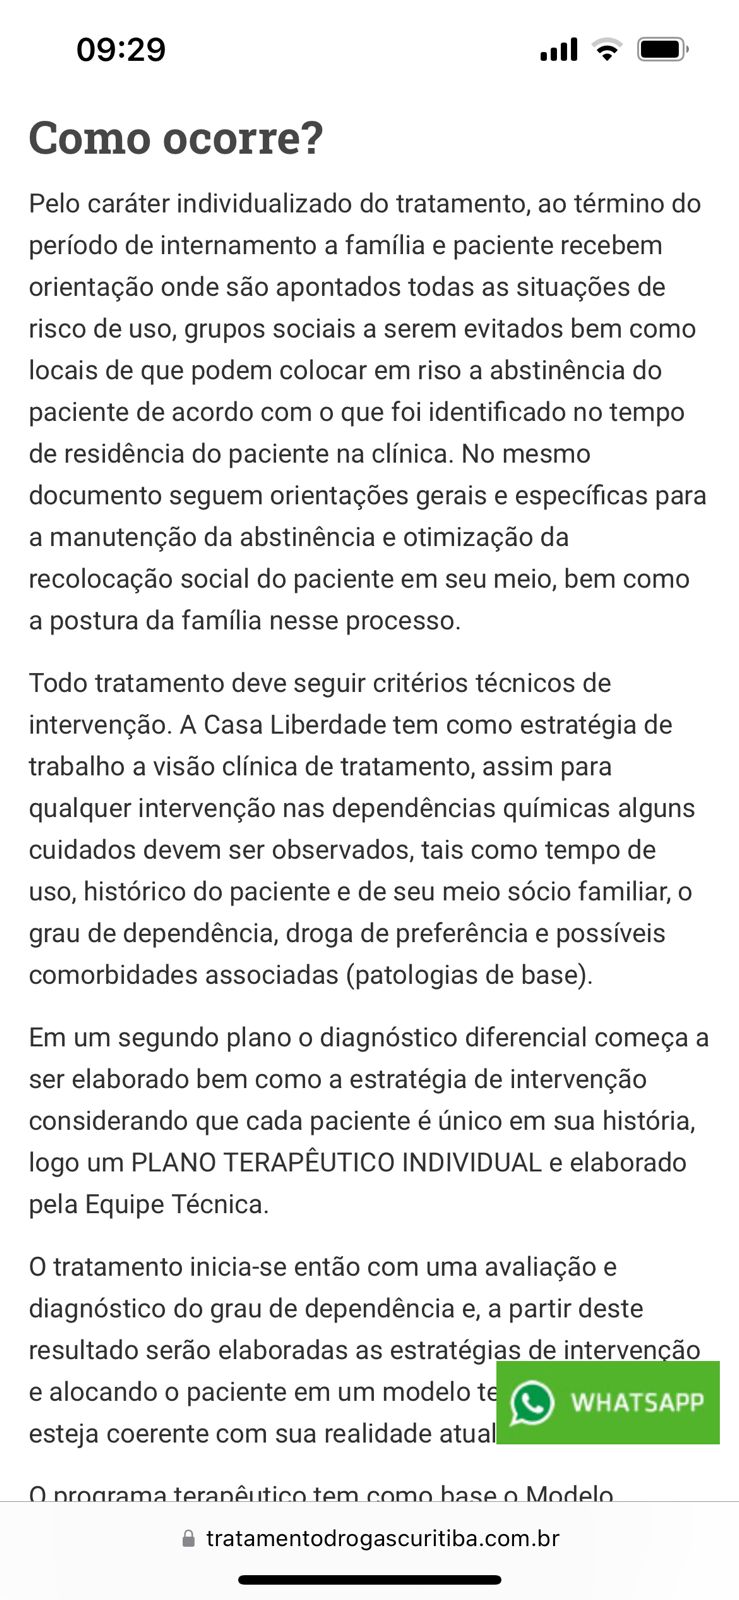 09:29
Como ocorre?
Pelo caráter individualizado do tratamento, ao término do
período de internamento a família e paciente recebem
orientação onde são apontados todas as situações de
risco de uso, grupos sociais a serem evitados bem como
locais de que podem colocar em riso a abstinência do
paciente de acordo com o que foi identificado no tempo
de residência do paciente na clínica. No mesmo
documento seguem orientações gerais e específicas para
a manutenção da abstinência e otimização da
recolocação social do paciente em seu meio, bem como
a postura da família nesse processo.
Todo tratamento deve seguir critérios técnicos de
intervenção. A Casa Liberdade tem como estratégia de
trabalho a visão clínica de tratamento, assim para
qualquer intervenção nas dependências químicas alguns
cuidados devem ser observados, tais como tempo de
uso, histórico do paciente e de seu meio sócio familiar, o
grau de dependência, droga de preferência e possíveis
comorbidades associadas (patologias de base).
Em um segundo plano o diagnóstico diferencial começa a
ser elaborado bem como a estratégia de intervenção
considerando que cada paciente é único em sua história,
logo um PLANO TERAPÊUTICO INDIVIDUAL e elaborado
pela Equipe Técnica.
O tratamento inicia-se então com uma avaliação e
diagnóstico do grau de dependência e, a partir deste
resultado serão elaboradas as estratégias de intervenção
e alocando o paciente em um modelo te
esteja coerente com sua realidade atual
WHATSAPP
O programa terapêutico tem como base o Modelo
tratamentodrogascuritiba.com.br